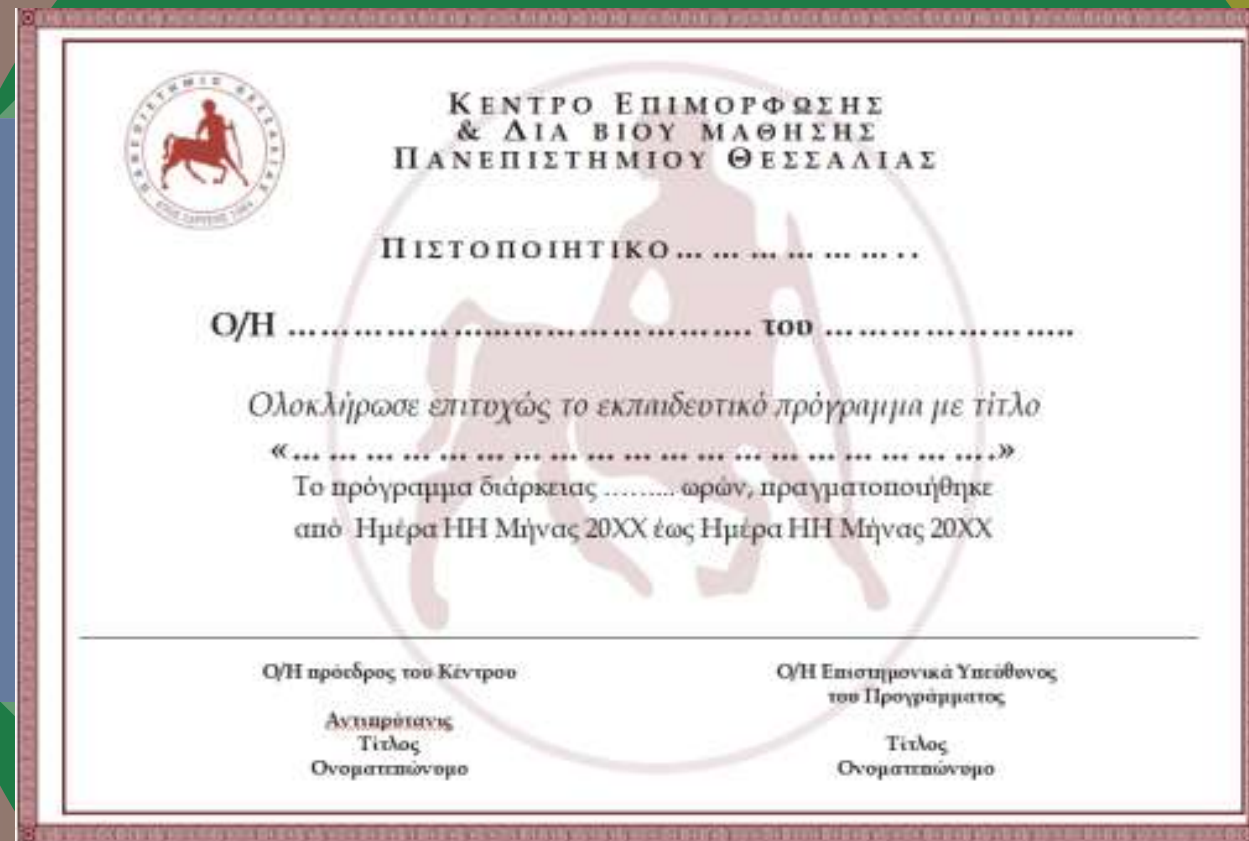 ΠΑΝΕΠΙΣΤΗΜΙΟ ΘΕΣΣΑΛΙΑΣ
ΚΕΝΤΡΟ ΕΠΙΜΟΡΦΩΣΗΣ
& ΔΙΑ ΒΙΟΥ ΜΑΘΗΣΗΣ
ΠΑΝΕΠΙΣΤΗΜΙΟΥ ΘΕΣΣΑΛΙΑΣ
ΠΙΣΤΟΠΟΙΗΤΙΚΟ … … … … … . .
Ο/Η ……………………………………. του …………………..
Ολοκλήρωσε επιτυχώς το εκπαιδευτικό πρόγραμμα με τίτλο
«… … … … … … … … … … … … … … … … … … ….»
Το πρόγραμμα διάρκειας ……... ωρών, πραγματοποιήθηκε
από Ημέρα ΗΗ Μήνας 20ΧΧ έως Ημέρα ΗΗ Μήνας 20ΧΧ
Ο/Η πρόεδρος του Κέντρου
Αντιπρύτανις
Τίτλος
Ονοματεπώνυμο
Ο/Η Επιστημονικά Υπεύθυνος
του Προγράμματος
Τίτλος
Ονοματεπώνυμο